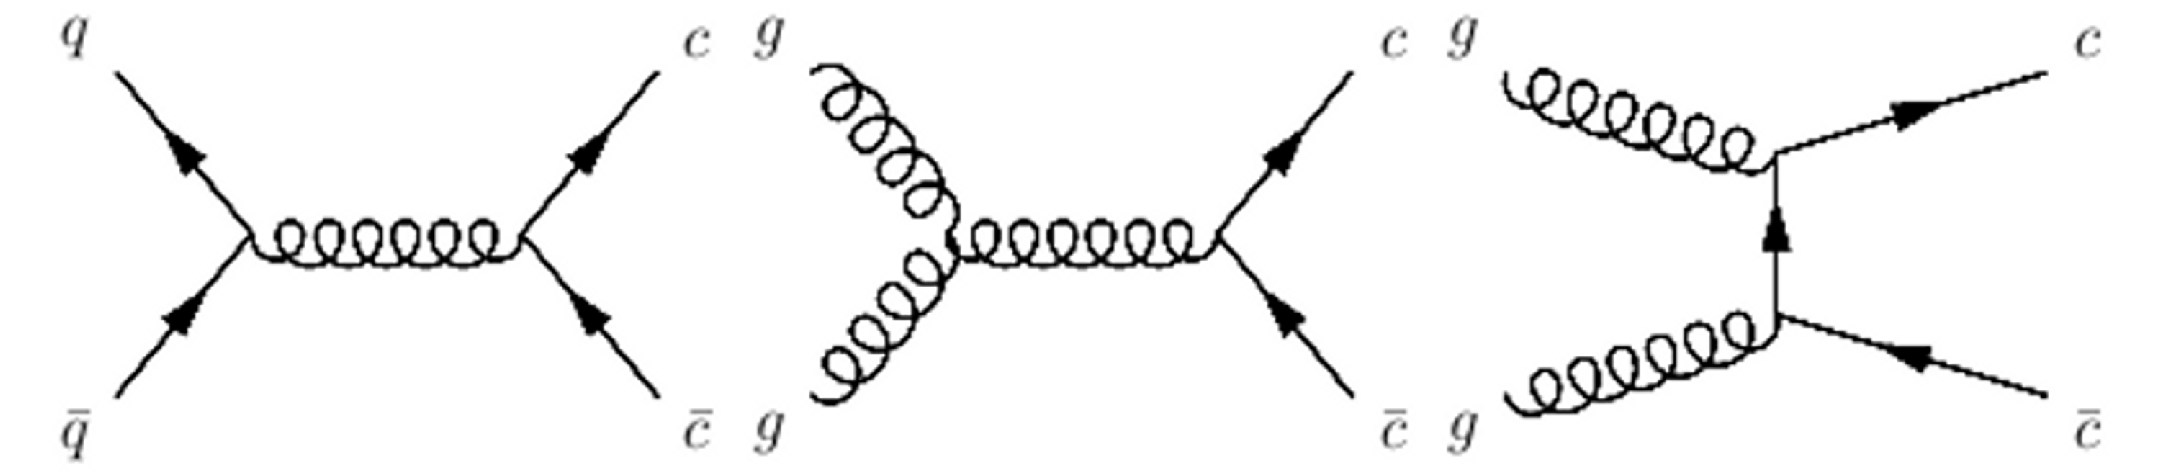 q c g c g c
q̄ c̄ g c̄ g c̄